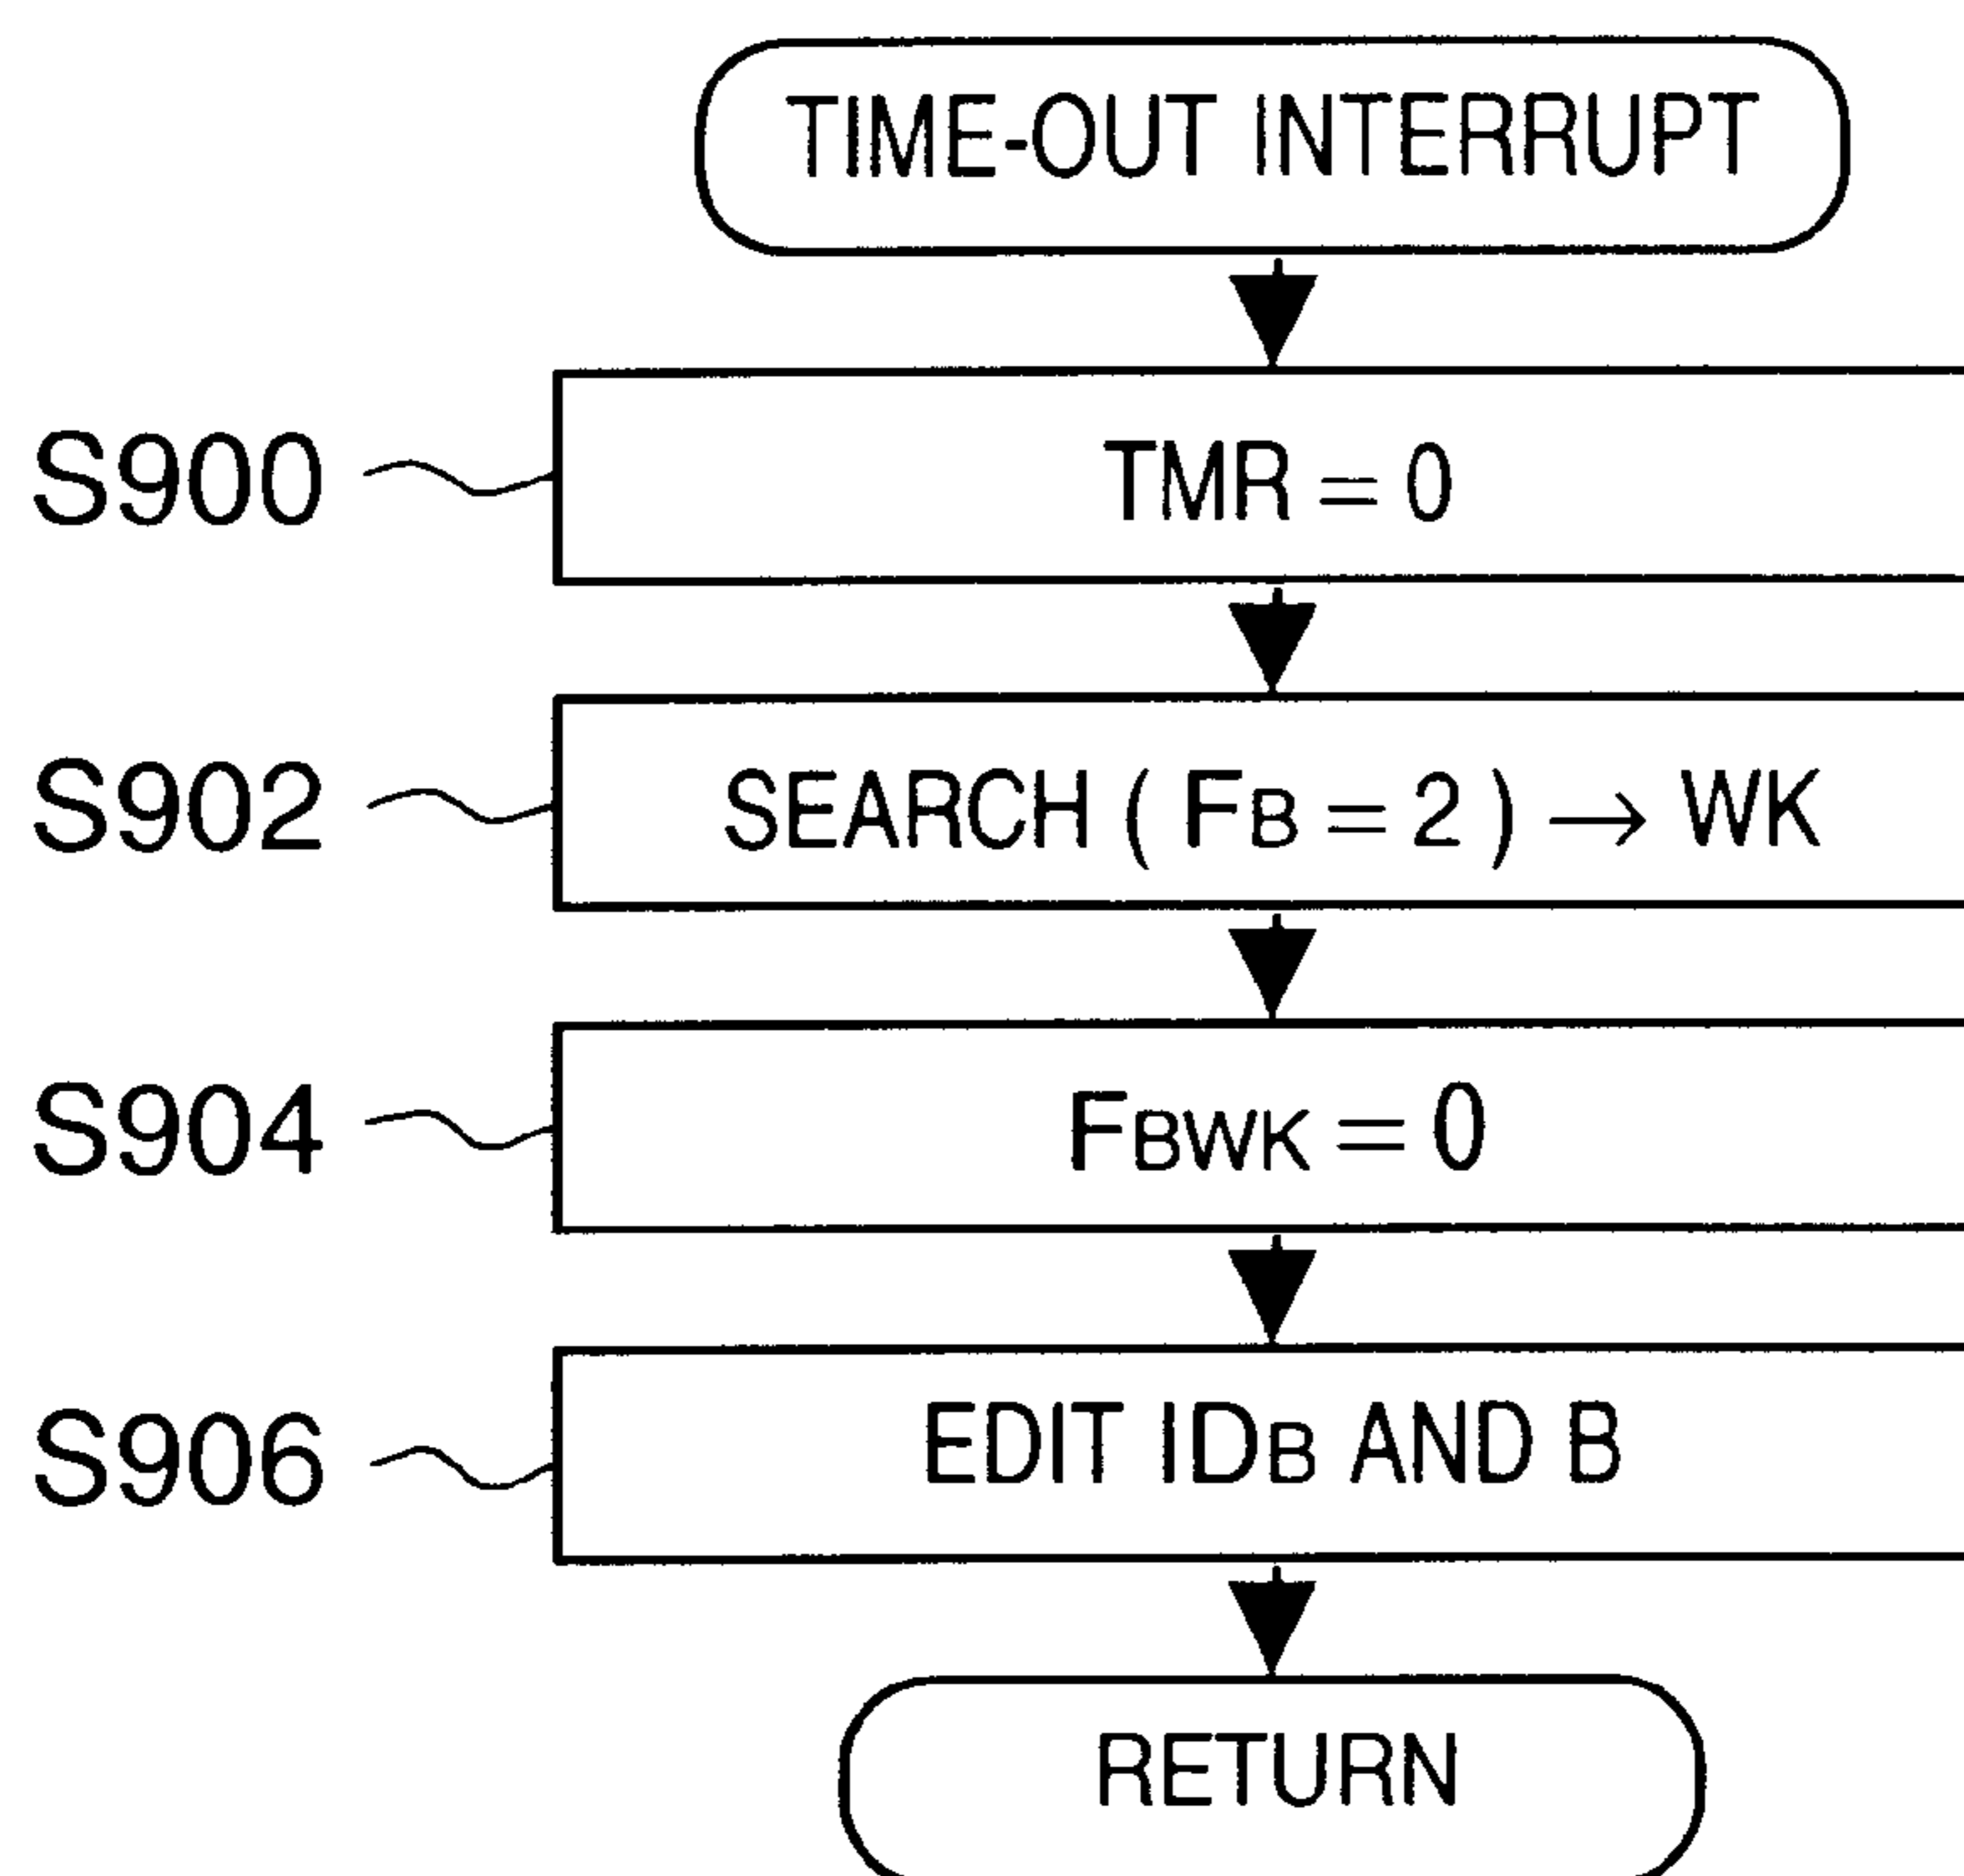 TIME-OUT INTERRUPT
S900 TMR = 0
S902 SEARCH ( FB = 2 ) → WK
S904 FBWK = 0
S906 EDIT IDB AND B
RETURN